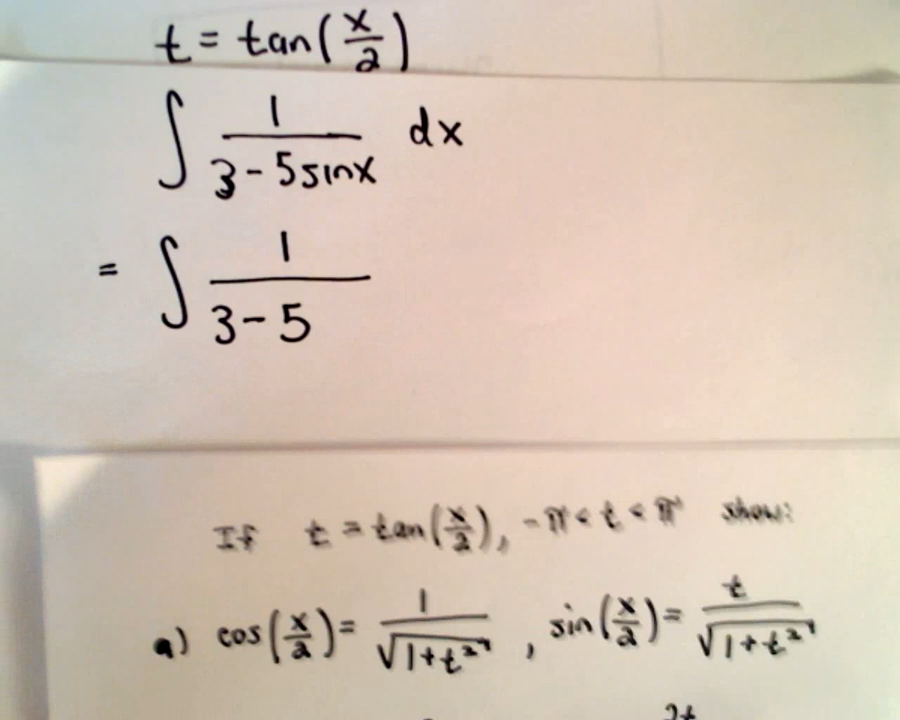 t = tan(x/2)
∫ 1/(3 - 5sinx) dx
= ∫ 1/(3 - 5
If t = tan(x/2), -π < t < π show:
a) cos(x/2) = 1/√(1+t²) , sin(x/2) = t/√(1+t²)
2t